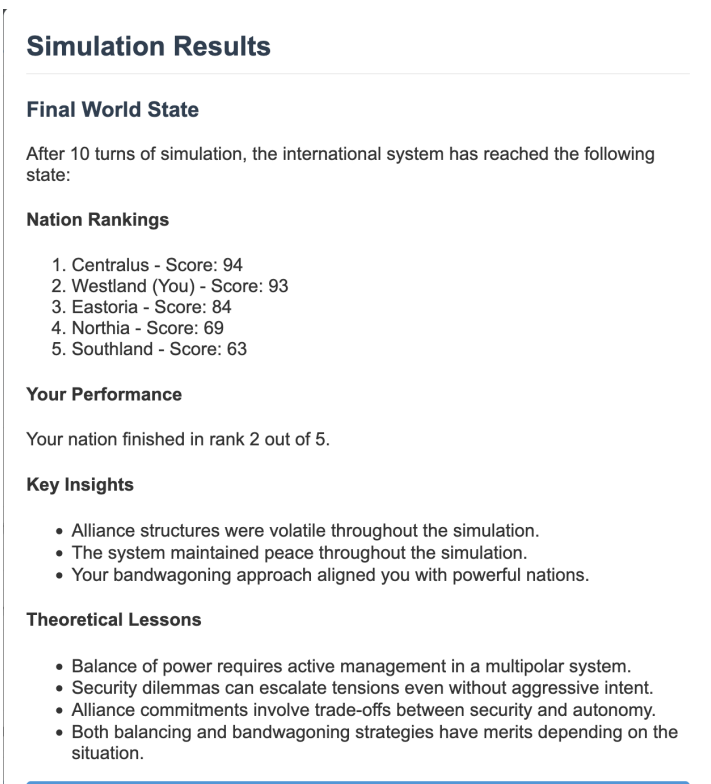 Simulation Results
Final World State
After 10 turns of simulation, the international system has reached the following
state:
Nation Rankings
1. Centralus - Score: 94
2. Westland (You) - Score: 93
3. Eastoria - Score: 84
4. Northia - Score: 69
5. Southland - Score: 63
Your Performance
Your nation finished in rank 2 out of 5.
Key Insights
• Alliance structures were volatile throughout the simulation.
• The system maintained peace throughout the simulation.
• Your bandwagoning approach aligned you with powerful nations.
Theoretical Lessons
• Balance of power requires active management in a multipolar system.
• Security dilemmas can escalate tensions even without aggressive intent.
• Alliance commitments involve trade-offs between security and autonomy.
• Both balancing and bandwagoning strategies have merits depending on the
situation.